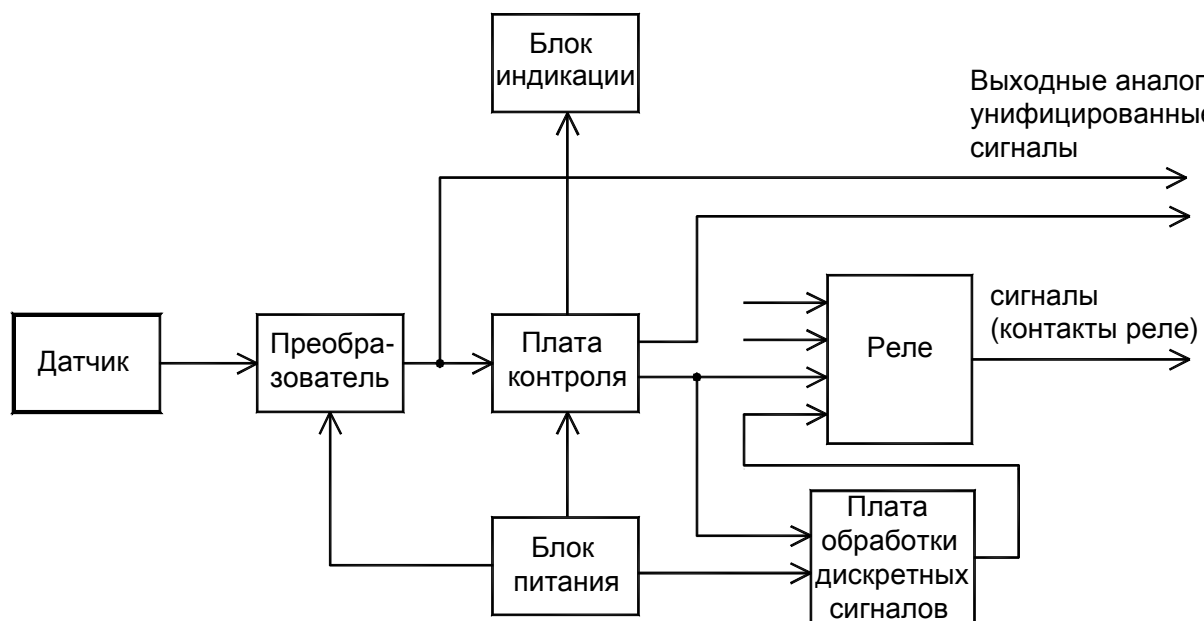 Блок
индикации
Выходные аналог
унифицированные
сигналы
Датчик
Преобра-
зователь
Плата
контроля
Реле
сигналы
(контакты реле)
Блок
питания
Плата
обработки
дискретных
сигналов